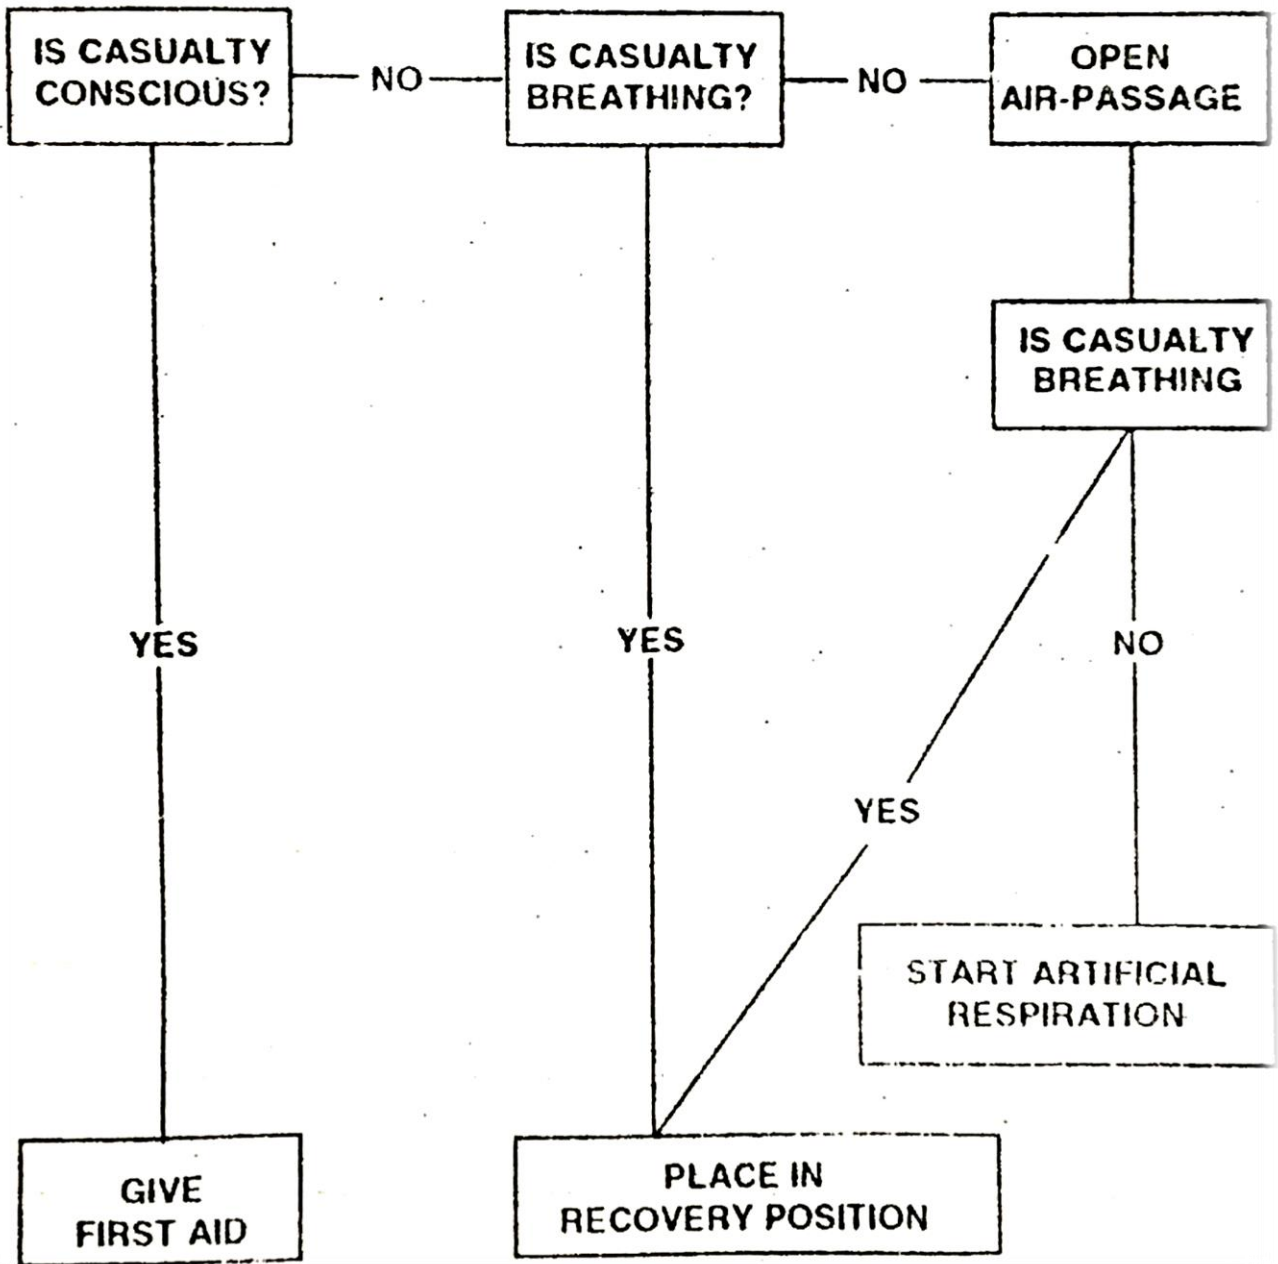 IS CASUALTY
CONSCIOUS?
NO
IS CASUALTY
BREATHING?
NO
OPEN
AIR-PASSAGE
IS CASUALTY
BREATHING
YES
YES
NO
YES
START ARTIFICIAL
RESPIRATION
GIVE
FIRST AID
PLACE IN
RECOVERY POSITION